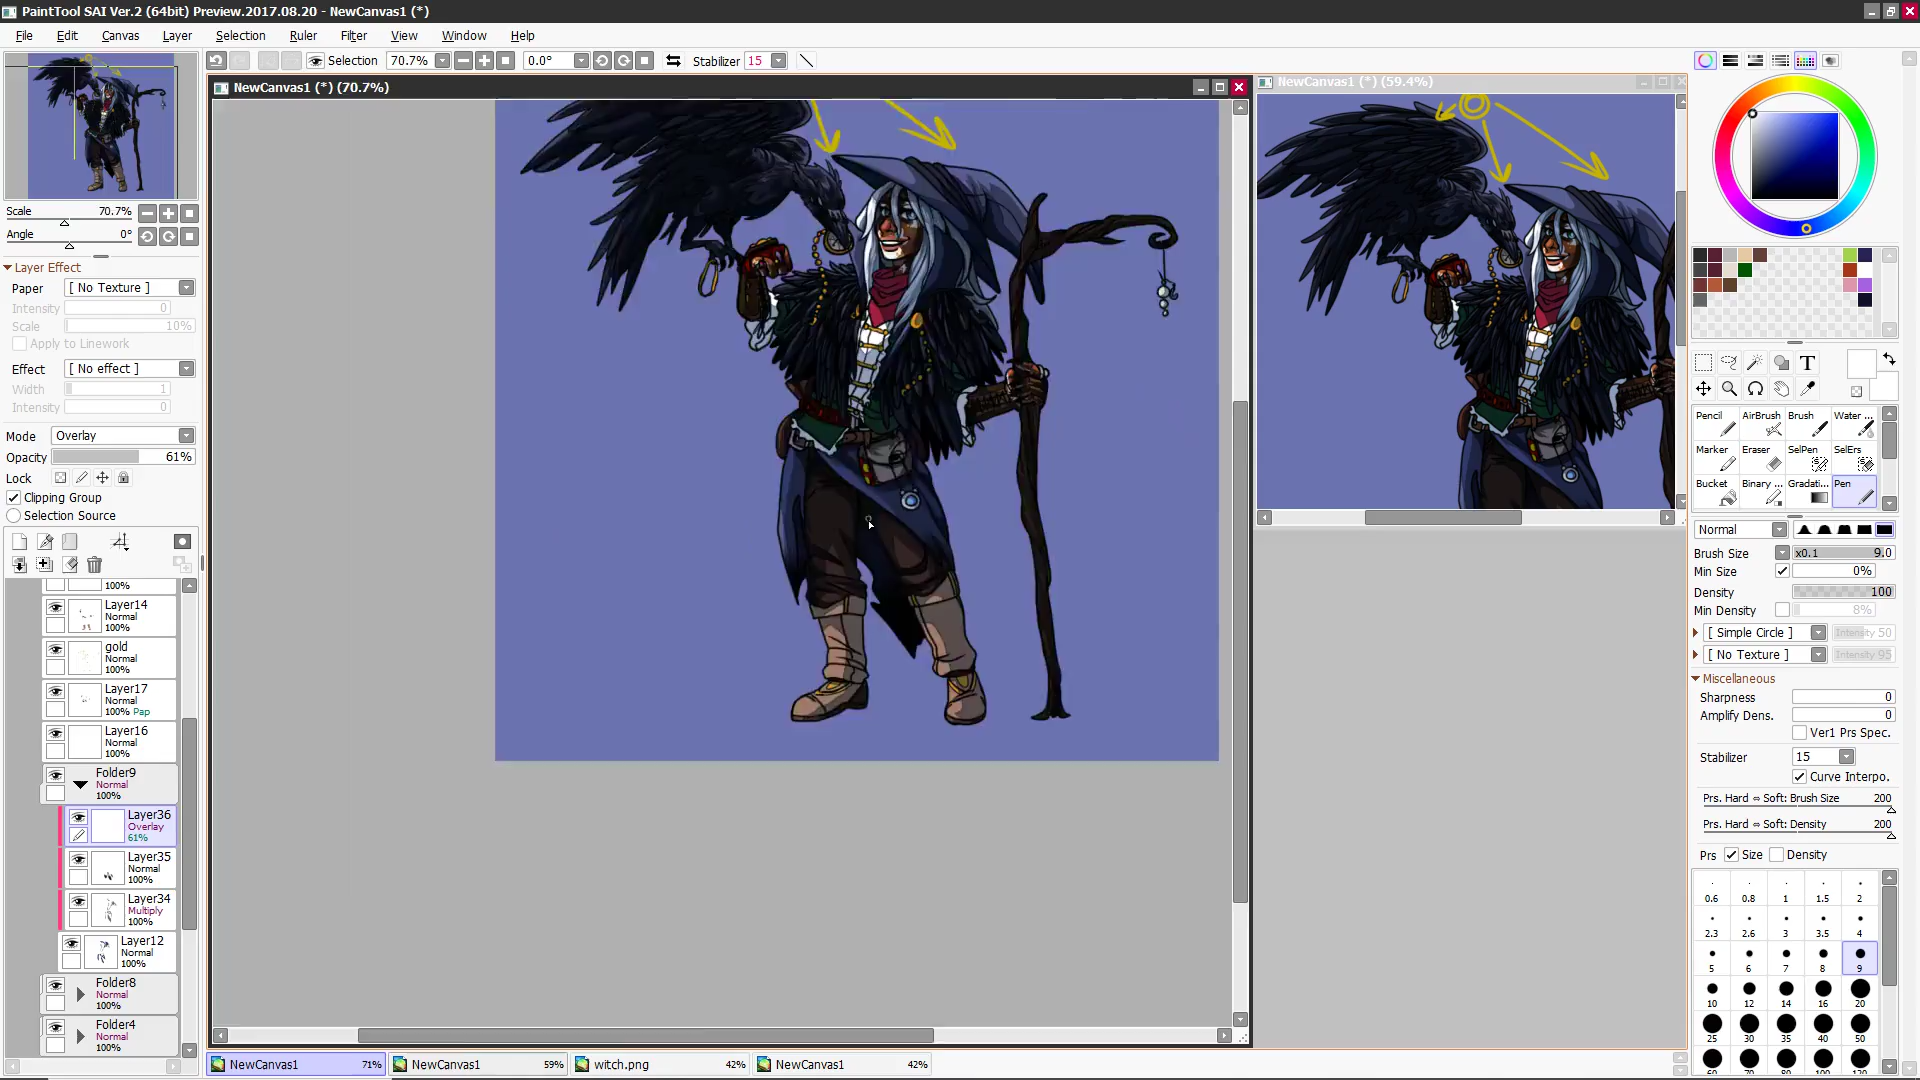 PaintTool SAI Ver.2 (64bit) Preview.2017.08.20 - NewCanvas1 (*)
File Edit Canvas Layer Selection Ruler Filter View Window Help
Selection 70.7% 0.0° Stabilizer 15
NewCanvas1 (*) (70.7%)
NewCanvas1 (*) (59.4%)
Scale 70.7%
Angle 0°
Layer Effect
Paper [ No Texture ]
Intensity 0
Scale 10%
Apply to Linework
Effect [ No effect ]
Width 1
Intensity 0
Mode Overlay
Opacity 61%
Lock
Clipping Group
Selection Source
100%
Layer14
Normal
100%
gold
Normal
100%
Layer17
Normal
100% Pap
Layer16
Normal
100%
Folder9
Normal
100%
Layer36
Overlay
61%
Layer35
Normal
100%
Layer34
Multiply
100%
Layer12
Normal
100%
Folder8
Normal
100%
Folder4
Normal
100%
NewCanvas1 71%
NewCanvas1 59%
witch.png 42%
NewCanvas1 42%
T
Pencil AirBrush Brush Water ...
Marker Eraser SelPen SelErs
Bucket Binary ... Gradati... Pen
Normal
Brush Size x0.1 9.0
Min Size 0%
Density 100
Min Density 8%
[ Simple Circle ] Intensity 50
[ No Texture ] Intensity 95
Miscellaneous
Sharpness 0
Amplify Dens. 0
Ver1 Prs Spec.
Stabilizer 15
Curve Interpo.
Prs. Hard ⇔ Soft: Brush Size 200
Prs. Hard ⇔ Soft: Density 200
Prs Size Density
0.6 0.8 1 1.5 2
2.3 2.6 3 3.5 4
5 6 7 8 9
10 12 14 16 20
25 30 35 40 50